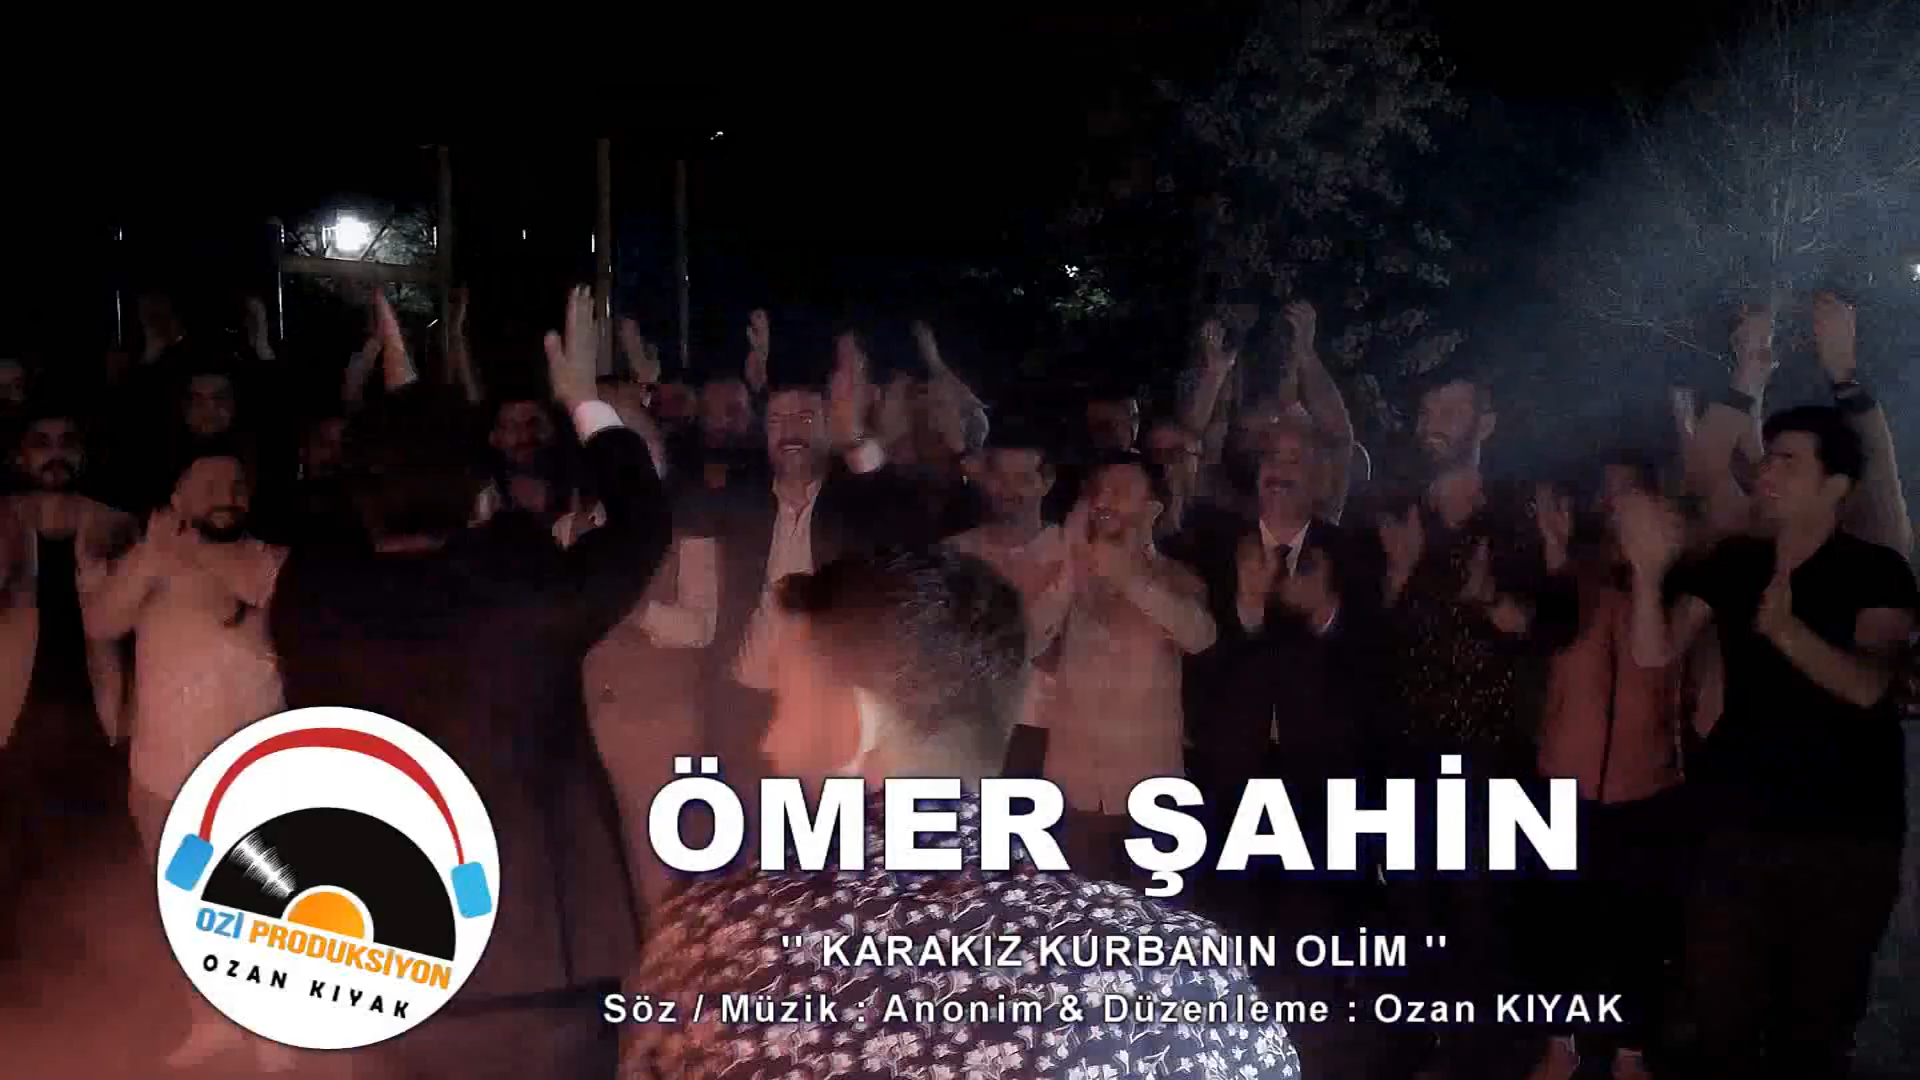 ÖMER ŞAHİN
'' KARAKIZ KURBANIN OLİM ''
Söz / Müzik : Anonim & Düzenleme : Ozan KIYAK
OZİ PRODUKSİYON
OZAN KIYAK